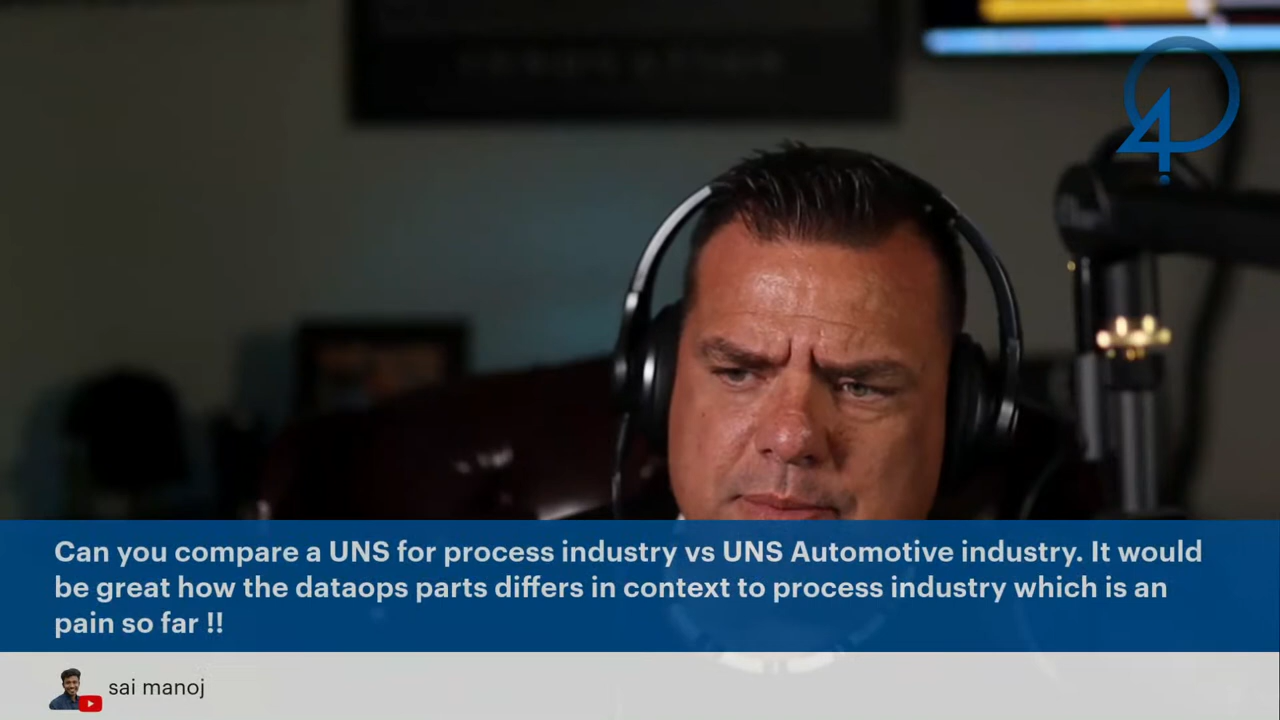 Can you compare a UNS for process industry vs UNS Automotive industry. It would
be great how the dataops parts differs in context to process industry which is an
pain so far !!
sai manoj